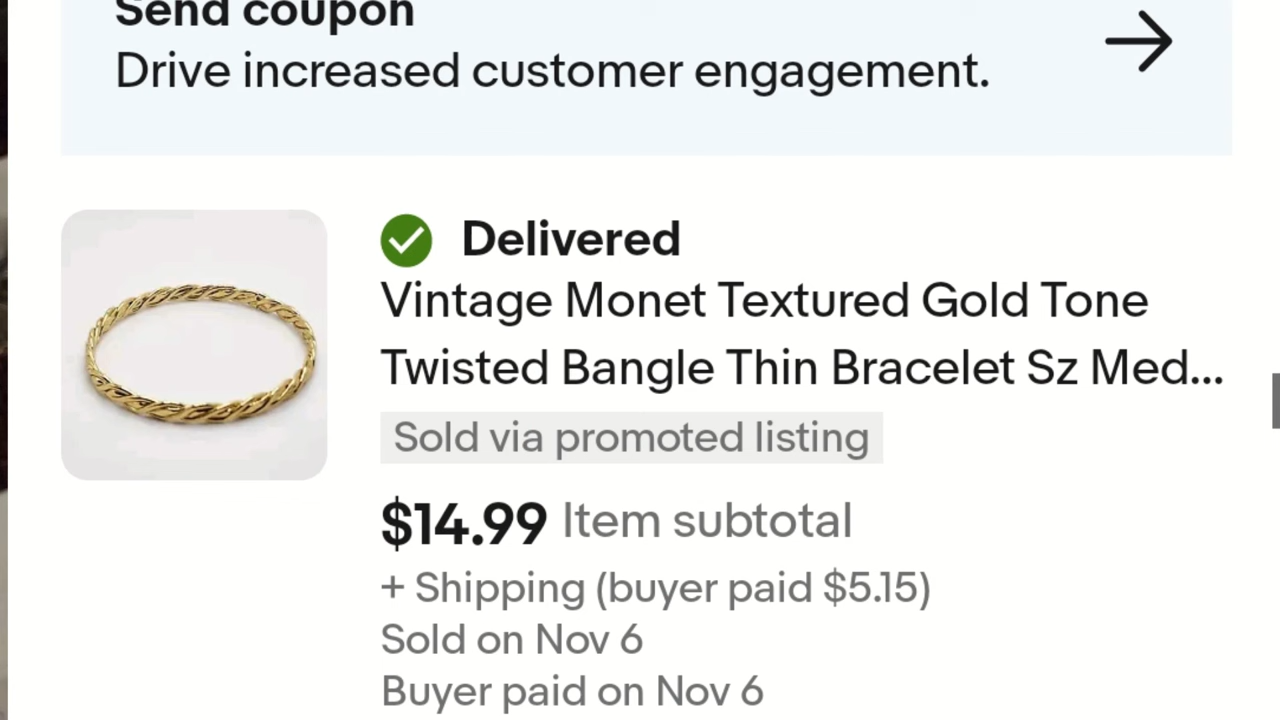 Send coupon
Drive increased customer engagement.
Delivered
Vintage Monet Textured Gold Tone
Twisted Bangle Thin Bracelet Sz Med...
Sold via promoted listing
$14.99 Item subtotal
+ Shipping (buyer paid $5.15)
Sold on Nov 6
Buyer paid on Nov 6